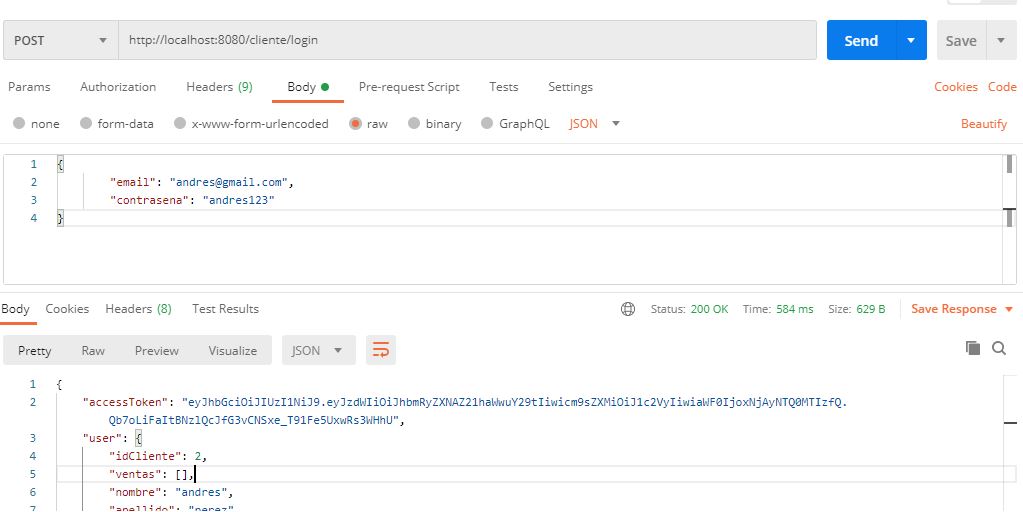 POST http://localhost:8080/cliente/login Send Save
Params Authorization Headers (9) Body Pre-request Script Tests Settings Cookies Code
none form-data x-www-form-urlencoded raw binary GraphQL JSON Beautify
1 {
2 "email": "andres@gmail.com",
3 "contrasena": "andres123"
4 }
Body Cookies Headers (8) Test Results Status: 200 OK Time: 584 ms Size: 629 B Save Response
Pretty Raw Preview Visualize JSON
1 {
2 "accessToken": "eyJhbGciOiJIUzI1NiJ9.eyJzdWIiOiJhbmRyZXNAZ21haWwuY29tIiwicm9sZXMiOiJ1c2VyIiwiaWF0IjoxNjAyNTQ0MTIzfQ.
Qb7oLiFaItBNzlQcJfG3vCNSxe_T91Fe5UxwRs3WHhU",
3 "user": {
4 "idCliente": 2,
5 "ventas": [],
6 "nombre": "andres",
7 "apellido": "perez"